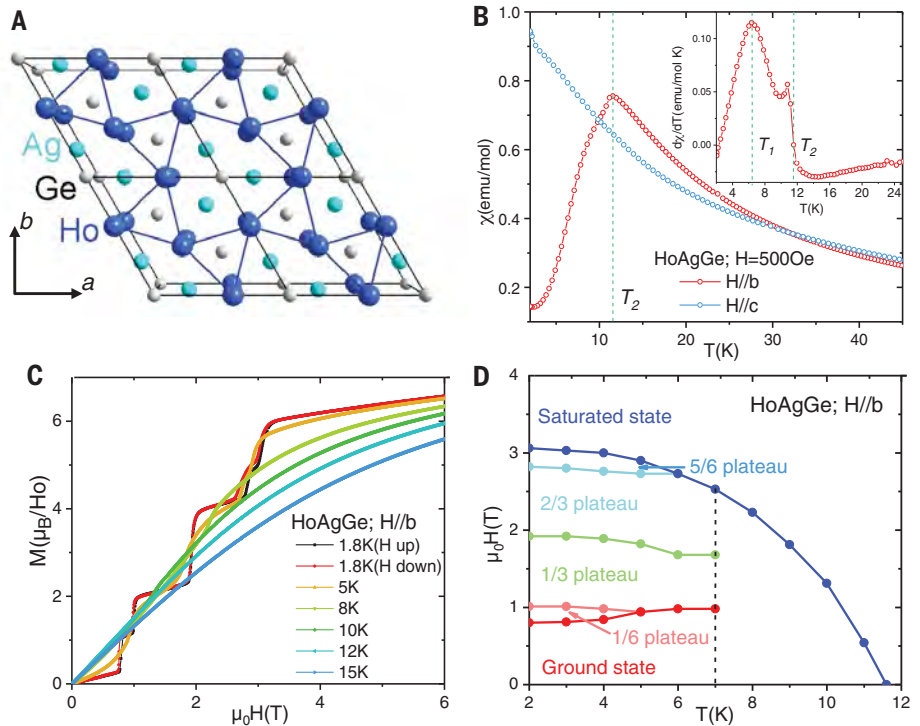 A
Ag
Ge
Ho
b
a
B
χ(emu/mol)
1.0
0.8
0.6
0.4
0.2
10
20
30
40
T(K)
T2
HoAgGe; H=500Oe
H//b
H//c
dχ/dT(emu/mol K)
0.10
0.05
0.00
T1
T2
4
8
12
16
20
24
T(K)
C
M(μB/Ho)
6
4
2
0
0
2
4
6
μ0H(T)
HoAgGe; H//b
1.8K(H up)
1.8K(H down)
5K
8K
10K
12K
15K
D
μ0H(T)
4
3
2
1
0
2
4
6
8
10
12
14
T(K)
HoAgGe; H//b
Saturated state
5/6 plateau
2/3 plateau
1/3 plateau
1/6 plateau
Ground state